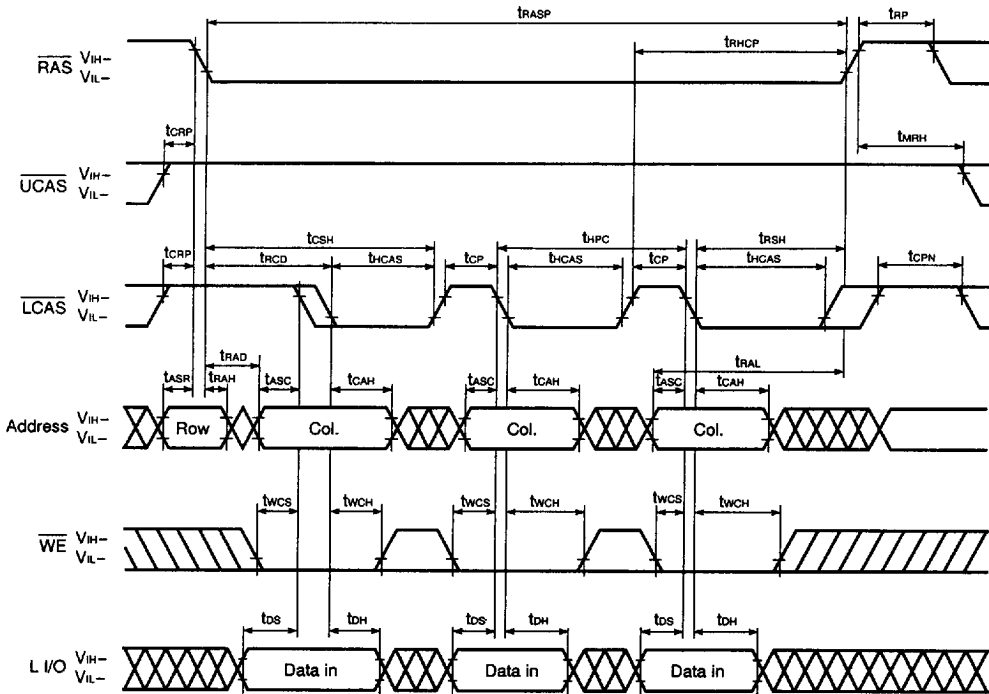 tRASP tRP
tRHCP
RAS VIH–
VIL–
tCRP tMRH
UCAS VIH–
VIL–
tCSH tHPC tRSH
tCRP tRCD tHCAS tCP tHCAS tCP tHCAS tCPN
LCAS VIH–
VIL–
tRAD tRAL
tASR tRAH tASC tCAH tASC tCAH tASC tCAH
Address VIH–
VIL–
Row Col. Col. Col.
tWCS tWCH tWCS tWCH tWCS tWCH
WE VIH–
VIL–
tDS tDH tDS tDH tDS tDH
L I/O VIH–
VIL–
Data in Data in Data in